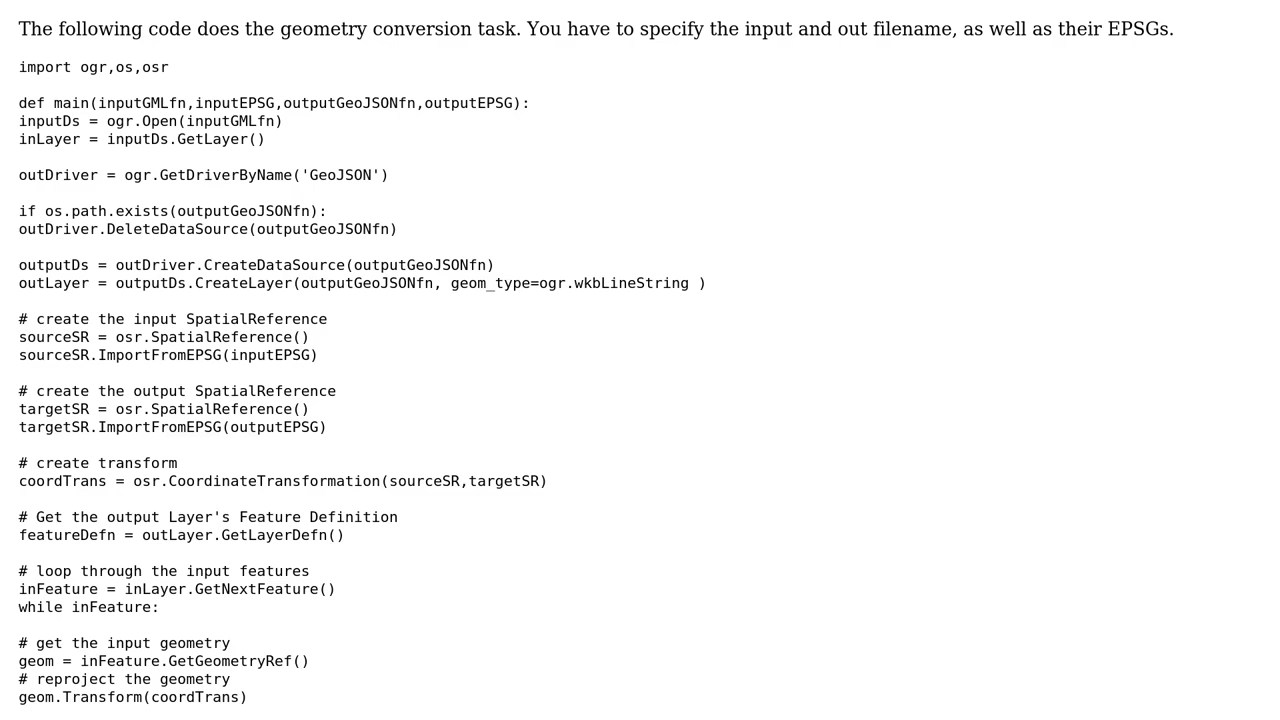 The following code does the geometry conversion task. You have to specify the input and out filename, as well as their EPSGs.
import ogr,os,osr
def main(inputGMLfn,inputEPSG,outputGeoJSONfn,outputEPSG):
inputDs = ogr.Open(inputGMLfn)
inLayer = inputDs.GetLayer()
outDriver = ogr.GetDriverByName('GeoJSON')
if os.path.exists(outputGeoJSONfn):
outDriver.DeleteDataSource(outputGeoJSONfn)
outputDs = outDriver.CreateDataSource(outputGeoJSONfn)
outLayer = outputDs.CreateLayer(outputGeoJSONfn, geom_type=ogr.wkbLineString )
# create the input SpatialReference
sourceSR = osr.SpatialReference()
sourceSR.ImportFromEPSG(inputEPSG)
# create the output SpatialReference
targetSR = osr.SpatialReference()
targetSR.ImportFromEPSG(outputEPSG)
# create transform
coordTrans = osr.CoordinateTransformation(sourceSR,targetSR)
# Get the output Layer's Feature Definition
featureDefn = outLayer.GetLayerDefn()
# loop through the input features
inFeature = inLayer.GetNextFeature()
while inFeature:
# get the input geometry
geom = inFeature.GetGeometryRef()
# reproject the geometry
geom.Transform(coordTrans)